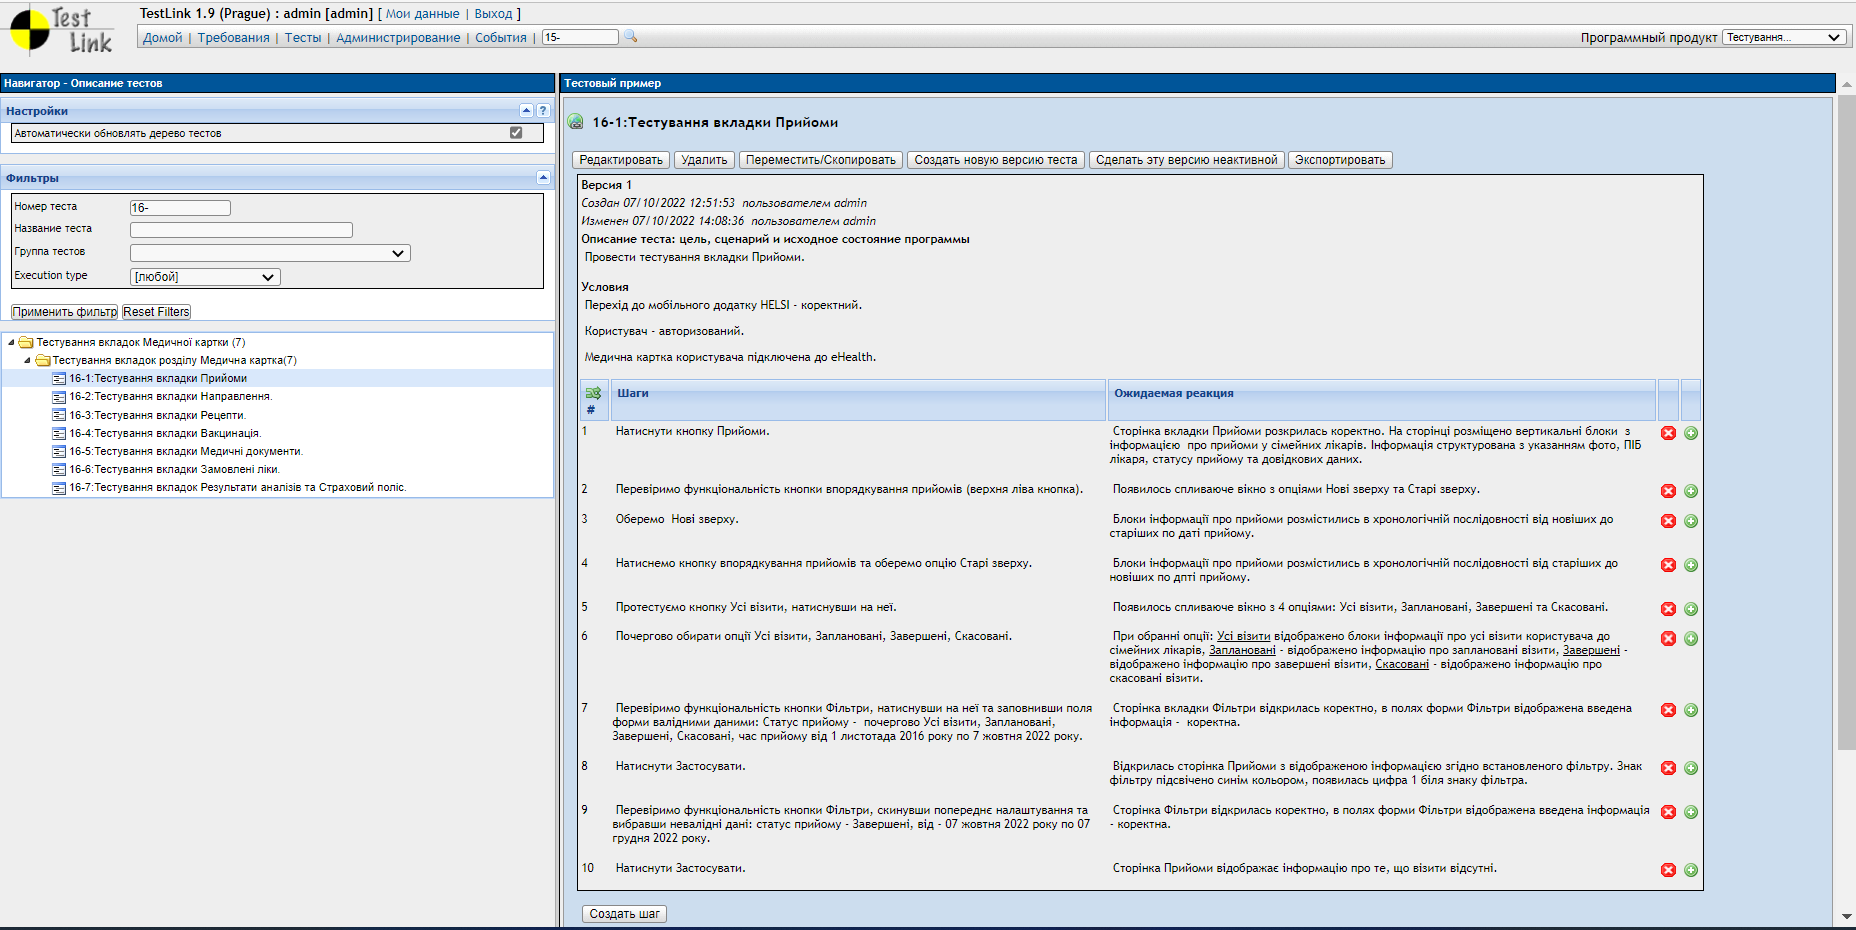 Test Link
TestLink 1.9 (Prague) : admin [admin] [ Мои данные | Выход ]
Домой | Требования | Тесты | Администрирование | События | 15-
Программный продукт Тестування...
Навигатор - Описание тестов
Настройки
Автоматически обновлять дерево тестов
Фильтры
Номер теста 16-
Название теста
Группа тестов
Execution type [любой]
Применить фильтр Reset Filters
Тестування вкладок Медичної картки (7)
Тестування вкладок розділу Медична картка(7)
16-1:Тестування вкладки Прийоми
16-2:Тестування вкладки Направлення.
16-3:Тестування вкладки Рецепти.
16-4:Тестування вкладки Вакцинація.
16-5:Тестування вкладки Медичні документи.
16-6:Тестування вкладки Замовлені ліки.
16-7:Тестування вкладок Результати аналізів та Страховий поліс.
Тестовый пример
16-1:Тестування вкладки Прийоми
Редактировать Удалить Переместить/Скопировать Создать новую версию теста Сделать эту версию неактивной Экспортировать
Версия 1
Создан 07/10/2022 12:51:53 пользователем admin
Изменен 07/10/2022 14:08:36 пользователем admin
Описание теста: цель, сценарий и исходное состояние программы
Провести тестування вкладки Прийоми.
Условия
Перехід до мобільного додатку HELSI - коректний.
Користувач - авторизований.
Медична картка користувача підключена до eHealth.
# Шаги Ожидаемая реакция
1 Натиснути кнопку Прийоми. Сторінка вкладки Прийоми розкрилась коректно. На сторінці розміщено вертикальні блоки з
інформацією про прийоми у сімейних лікарів. Інформація структурована з указанням фото, ПІБ
лікаря, статусу прийому та довідкових даних.
2 Перевіримо функціональність кнопки впорядкування прийомів (верхня ліва кнопка). Появилось спливаюче вікно з опціями Нові зверху та Старі зверху.
3 Оберемо Нові зверху. Блоки інформації про прийоми розмістились в хронологічній послідовності від новіших до
старіших по даті прийому.
4 Натиснемо кнопку впорядкування прийомів та оберемо опцію Старі зверху. Блоки інформації про прийоми розмістились в хронологічній послідовності від старіших до
новіших по дпті прийому.
5 Протестуємо кнопку Усі візити, натиснувши на неї. Появилось спливаюче вікно з 4 опціями: Усі візити, Заплановані, Завершені та Скасовані.
6 Почергово обирати опції Усі візити, Заплановані, Завершені, Скасовані. При обранні опції: Усі візити відображено блоки інформації про усі візити користувача до
сімейних лікарів, Заплановані - відображено інформацію про заплановані візити, Завершені -
відображено інформацію про завершені візити, Скасовані - відображено інформацію про
скасовані візити.
7 Перевіримо функціональність кнопки Фільтри, натиснувши на неї та заповнивши поля
форми валідними даними: Статус прийому - почергово Усі візити, Заплановані,
Завершені, Скасовані, час прийому від 1 листотада 2016 року по 7 жовтня 2022 року.
Сторінка вкладки Фільтри відкрилась коректно, в полях форми Фільтри відображена введена
інформація - коректна.
8 Натиснути Застосувати. Відкрилась сторінка Прийоми з відображеною інформацією згідно встановленого фільтру. Знак
фільтру підсвічено синім кольором, появилась цифра 1 біля знаку фільтра.
9 Перевіримо функціональність кнопки Фільтри, скинувши попереднє налаштування та
вибравши невалідні дані: статус прийому - Завершені, від - 07 жовтня 2022 року по 07
грудня 2022 року.
Сторінка Фільтри відкрилась коректно, в полях форми Фільтри відображена введена інформація
- коректна.
10 Натиснути Застосувати. Сторінка Прийоми відображає інформацію про те, що візити відсутні.
Создать шаг